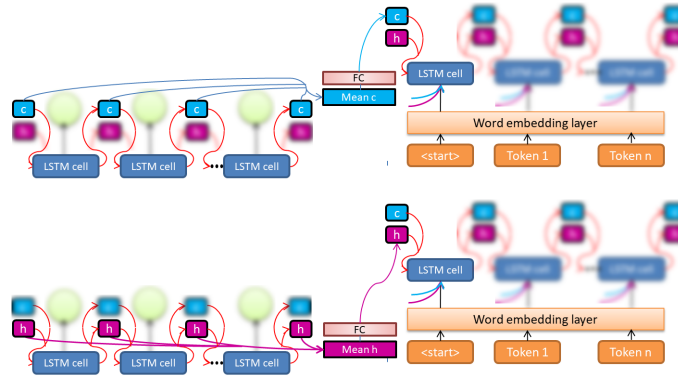 c
h
FC
LSTM cell
c
c
c
c
Mean c
Word embedding layer
LSTM cell
LSTM cell
LSTM cell
<start>
Token 1
Token n
c
h
LSTM cell
h
h
h
h
FC
Mean h
Word embedding layer
LSTM cell
LSTM cell
LSTM cell
<start>
Token 1
Token n